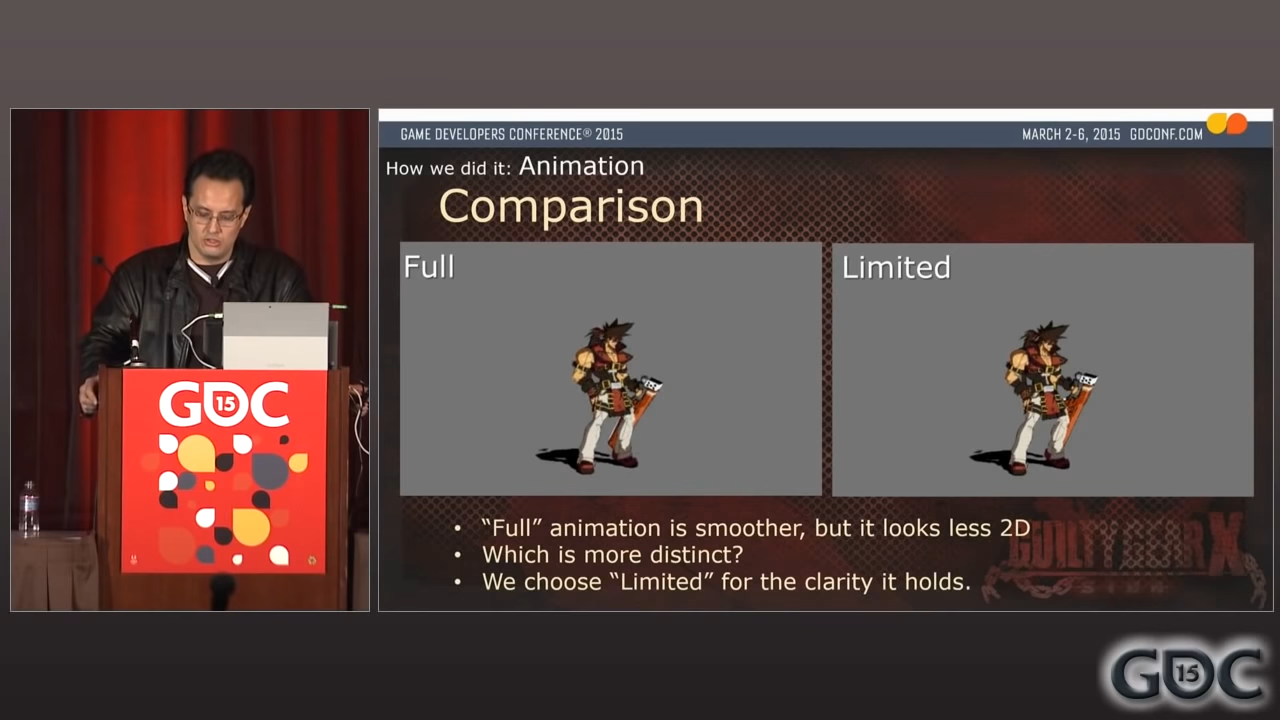 GAME DEVELOPERS CONFERENCE® 2015
MARCH 2-6, 2015 GDCONF.COM
How we did it: Animation
Comparison
Full
Limited
• “Full” animation is smoother, but it looks less 2D
• Which is more distinct?
• We choose “Limited” for the clarity it holds.
GUILTY GEAR X
GDC
15
GDC
15